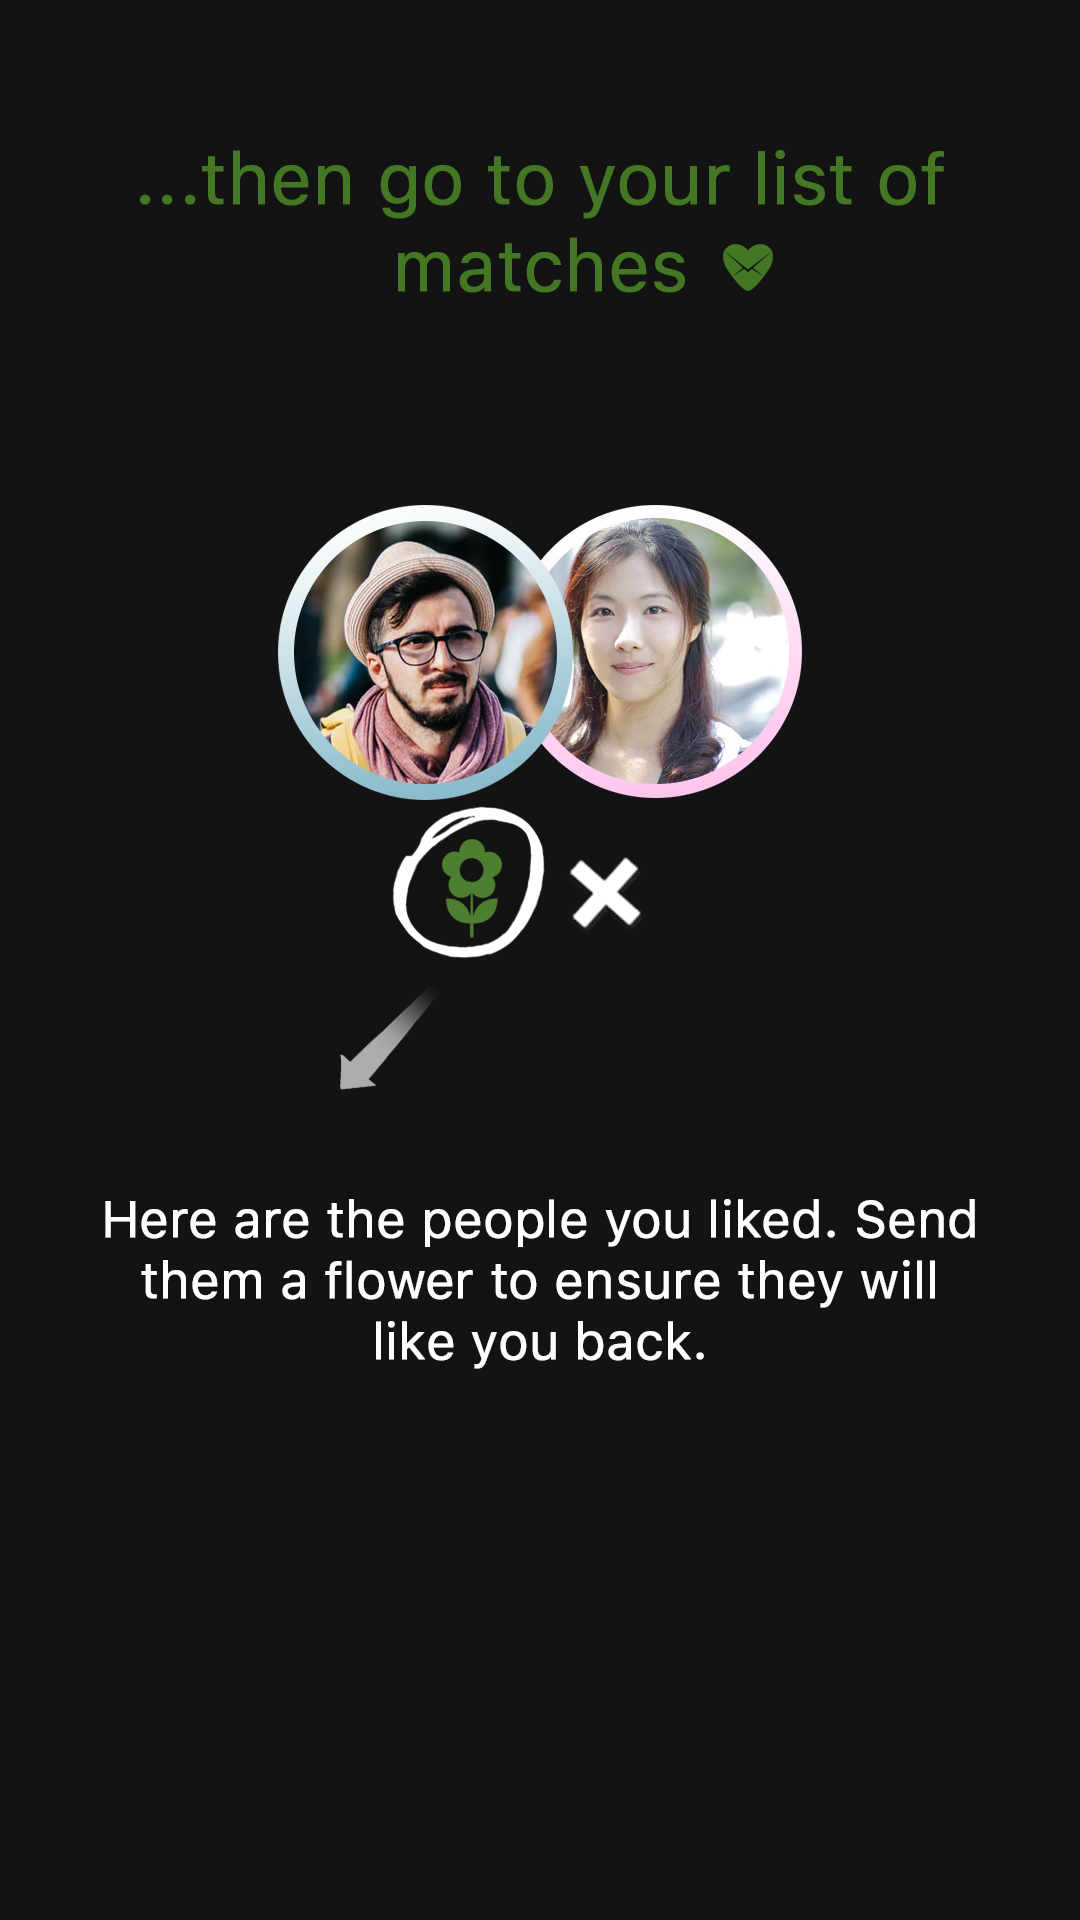 ...then go to your list of
matches
Here are the people you liked. Send
them a flower to ensure they will
like you back.